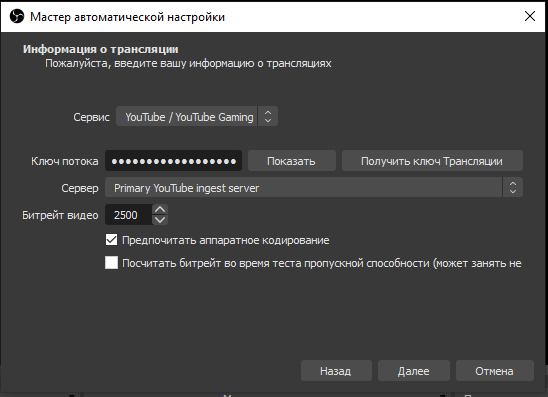 Мастер автоматической настройки
Информация о трансляции
Пожалуйста, введите вашу информацию о трансляциях
Сервис YouTube / YouTube Gaming
Ключ потока ●●●●●●●●●●●●●●●●●● Показать Получить ключ Трансляции
Сервер Primary YouTube ingest server
Битрейт видео 2500
Предпочитать аппаратное кодирование
Посчитать битрейт во время теста пропускной способности (может занять не
Назад Далее Отмена